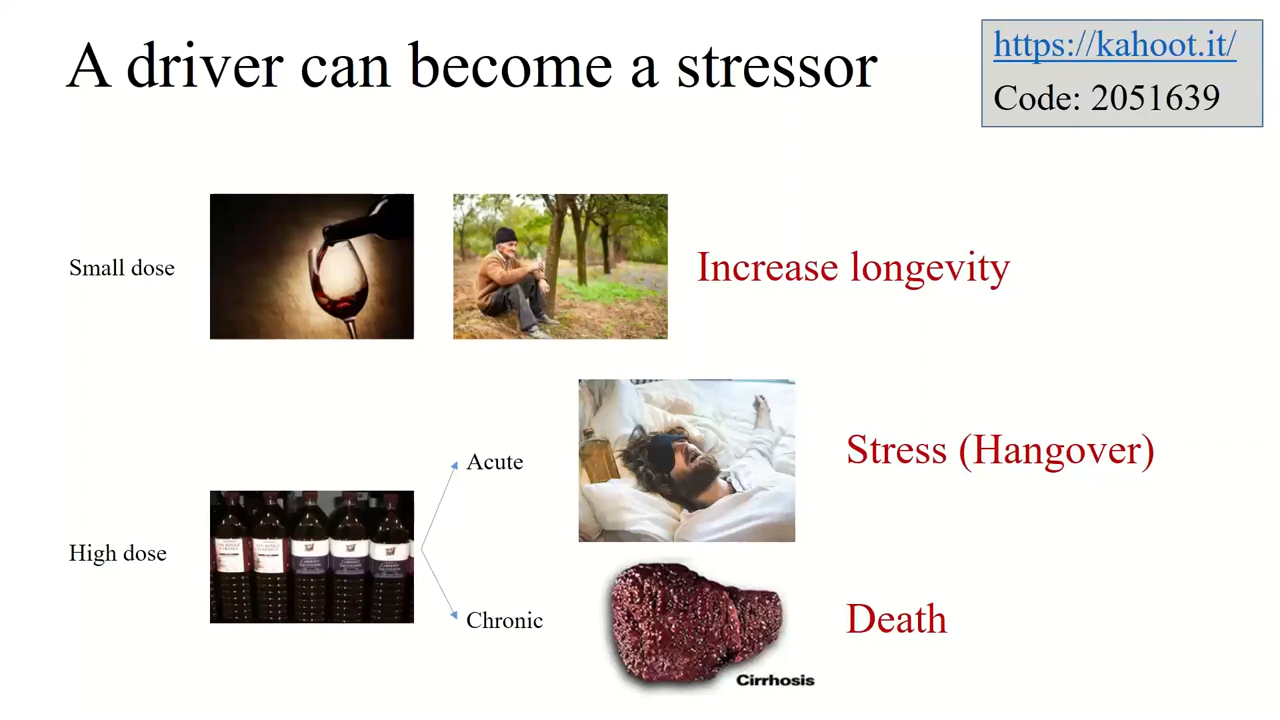 A driver can become a stressor
https://kahoot.it/
Code: 2051639
Small dose
Increase longevity
Acute
Stress (Hangover)
High dose
Chronic
Death
Cirrhosis